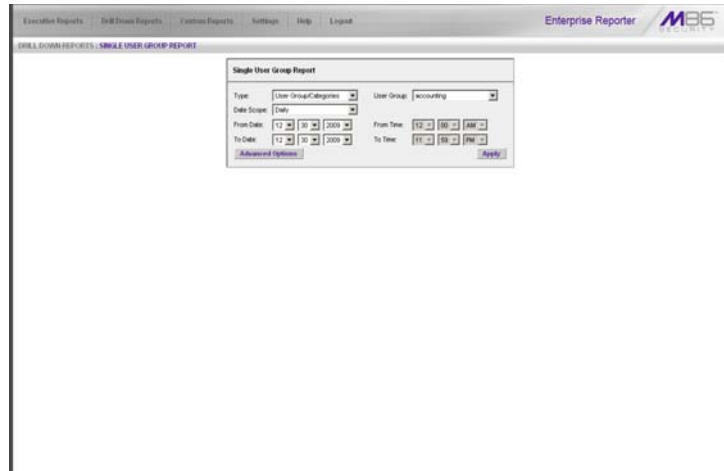 Executive Reports Drill Down Reports Custom Reports Settings Help Logout
Enterprise Reporter
M86 SECURITY
DRILL DOWN REPORTS : SINGLE USER GROUP REPORT
Single User Group Report
Type: User Group/Categories User Group: accounting
Date Scope: Daily
From Date: 12 30 2009 From Time: 12 00 AM
To Date: 12 30 2009 To Time: 11 59 PM
Advanced Options Apply